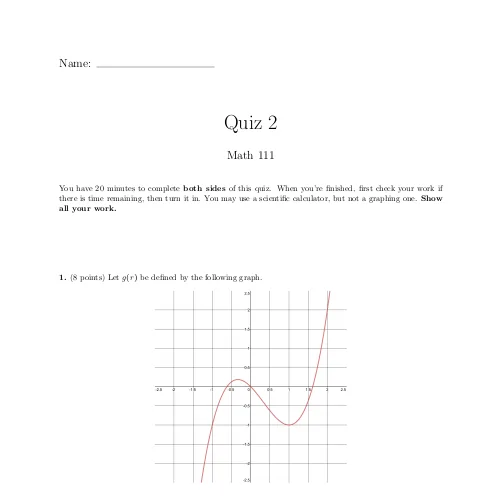 Name:
Quiz 2
Math 111
You have 20 minutes to complete both sides of this quiz. When you're finished, first check your work if
there is time remaining, then turn it in. You may use a scientific calculator, but not a graphing one. Show
all your work.
1. (8 points) Let g(r) be defined by the following graph.
2.5
2
1.5
1
0.5
-2.5 -2 -1.5 -1 -0.5 0 0.5 1 1.5 2 2.5
-0.5
-1
-1.5
-2
-2.5